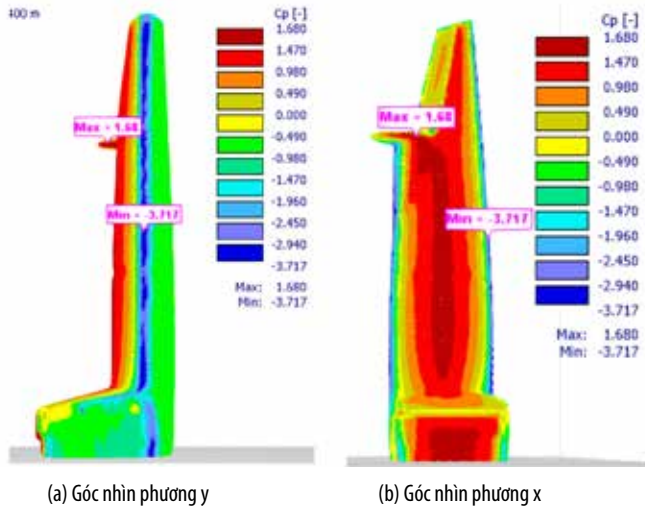 400 m
Cp [-]
1.680
1.470
0.980
0.490
0.000
-0.490
-0.980
-1.470
-1.960
-2.450
-2.940
-3.717
Max: 1.680
Min: -3.717
Max = 1.68
Min = -3.717
(a) Góc nhìn phương y
Cp [-]
1.680
1.470
0.980
0.490
0.000
-0.490
-0.980
-1.470
-1.960
-2.450
-2.940
-3.717
Max: 1.680
Min: -3.717
Max = 1.68
Min = -3.717
(b) Góc nhìn phương x